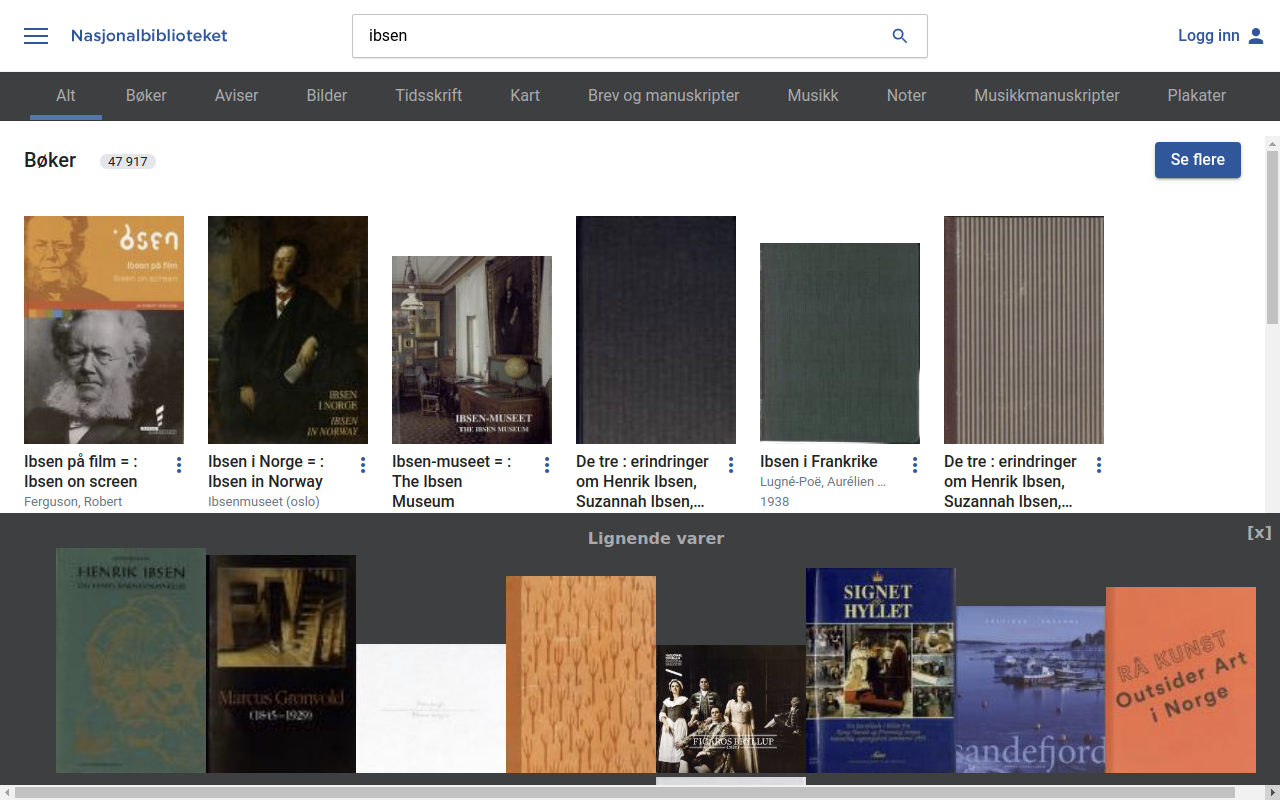 Nasjonalbiblioteket
ibsen
Logg inn
Alt
Bøker
Aviser
Bilder
Tidsskrift
Kart
Brev og manuskripter
Musikk
Noter
Musikkmanuskripter
Plakater
Bøker
47 917
Se flere
Ibsen på film
Ibsen on screen
IBSEN
I NORGE
IBSEN
IN NORWAY
IBSEN-MUSEET
THE IBSEN MUSEUM
Ibsen på film = :
Ibsen on screen
Ferguson, Robert
Ibsen i Norge = :
Ibsen in Norway
Ibsenmuseet (oslo)
Ibsen-museet = :
The Ibsen
Museum
De tre : erindringer
om Henrik Ibsen,
Suzannah Ibsen,...
Ibsen i Frankrike
Lugné-Poë, Aurélien ...
1938
De tre : erindringer
om Henrik Ibsen,
Suzannah Ibsen,...
Lignende varer
[x]
HENRIK IBSEN
Marcus Grønvold
(1845–1929)
FIGAROS BRYLLUP
SIGNET
HYLLET
sandefjord
RÅ KUNST
Outsider Art
i Norge